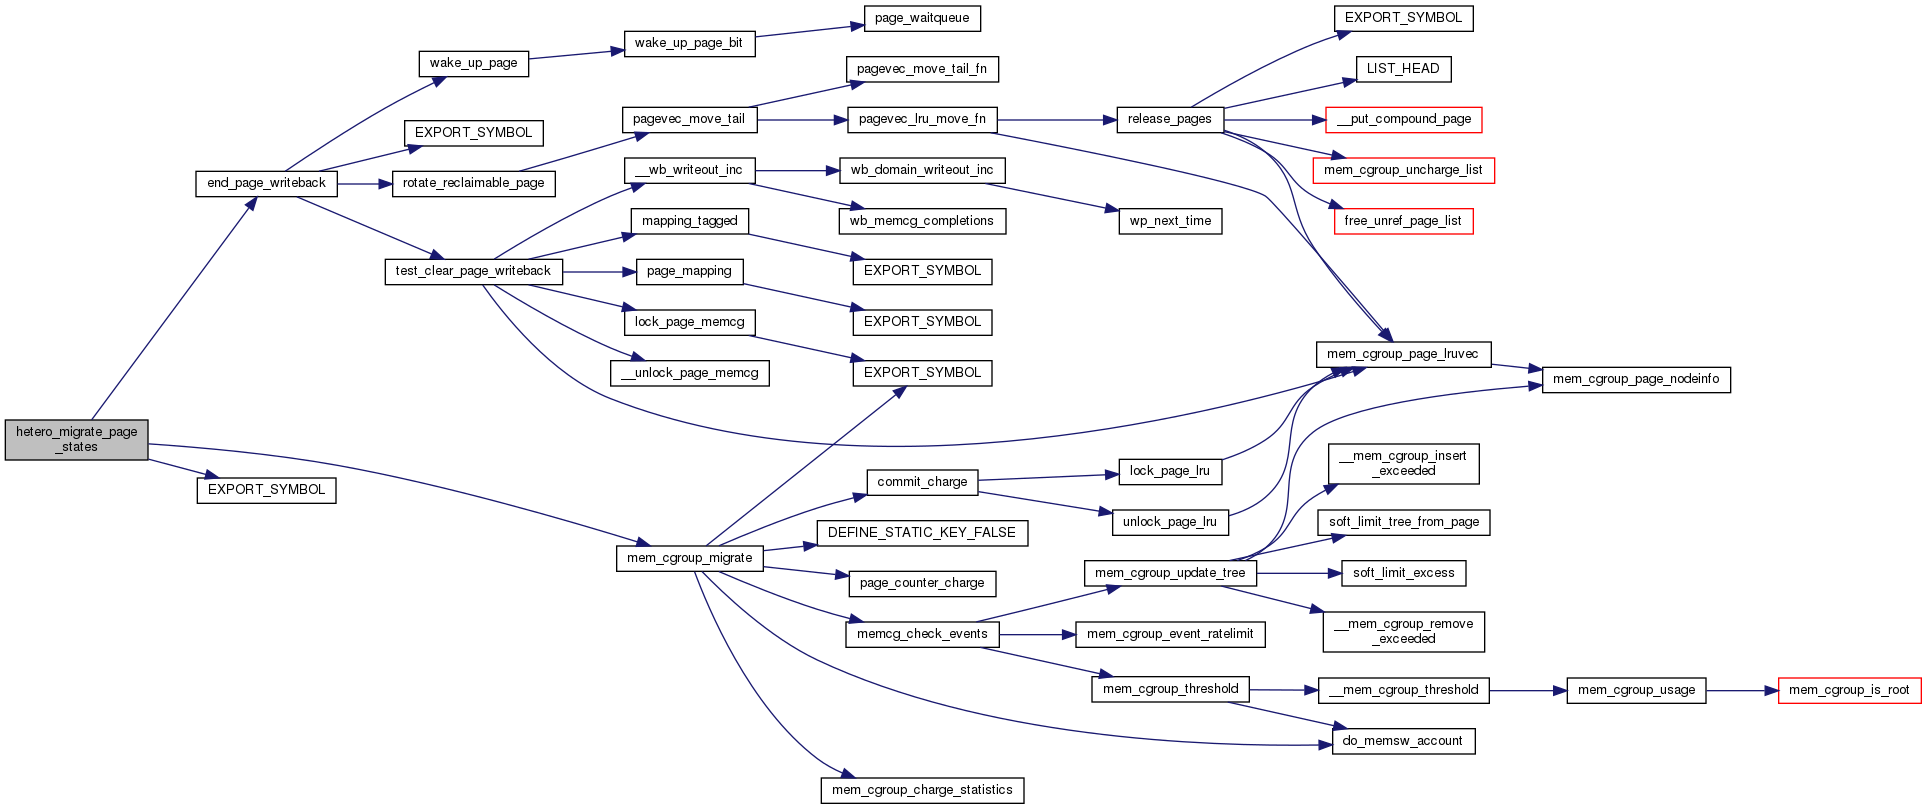 hetero_migrate_page
_states
end_page_writeback
EXPORT_SYMBOL
wake_up_page
EXPORT_SYMBOL
rotate_reclaimable_page
test_clear_page_writeback
wake_up_page_bit
pagevec_move_tail
__wb_writeout_inc
mapping_tagged
page_mapping
lock_page_memcg
__unlock_page_memcg
mem_cgroup_migrate
page_waitqueue
pagevec_move_tail_fn
pagevec_lru_move_fn
wb_domain_writeout_inc
wb_memcg_completions
EXPORT_SYMBOL
EXPORT_SYMBOL
EXPORT_SYMBOL
commit_charge
DEFINE_STATIC_KEY_FALSE
page_counter_charge
memcg_check_events
mem_cgroup_charge_statistics
release_pages
wp_next_time
lock_page_lru
unlock_page_lru
mem_cgroup_update_tree
mem_cgroup_event_ratelimit
mem_cgroup_threshold
EXPORT_SYMBOL
LIST_HEAD
__put_compound_page
mem_cgroup_uncharge_list
free_unref_page_list
mem_cgroup_page_lruvec
__mem_cgroup_insert
_exceeded
soft_limit_tree_from_page
soft_limit_excess
__mem_cgroup_remove
_exceeded
__mem_cgroup_threshold
do_memsw_account
mem_cgroup_page_nodeinfo
mem_cgroup_usage
mem_cgroup_is_root